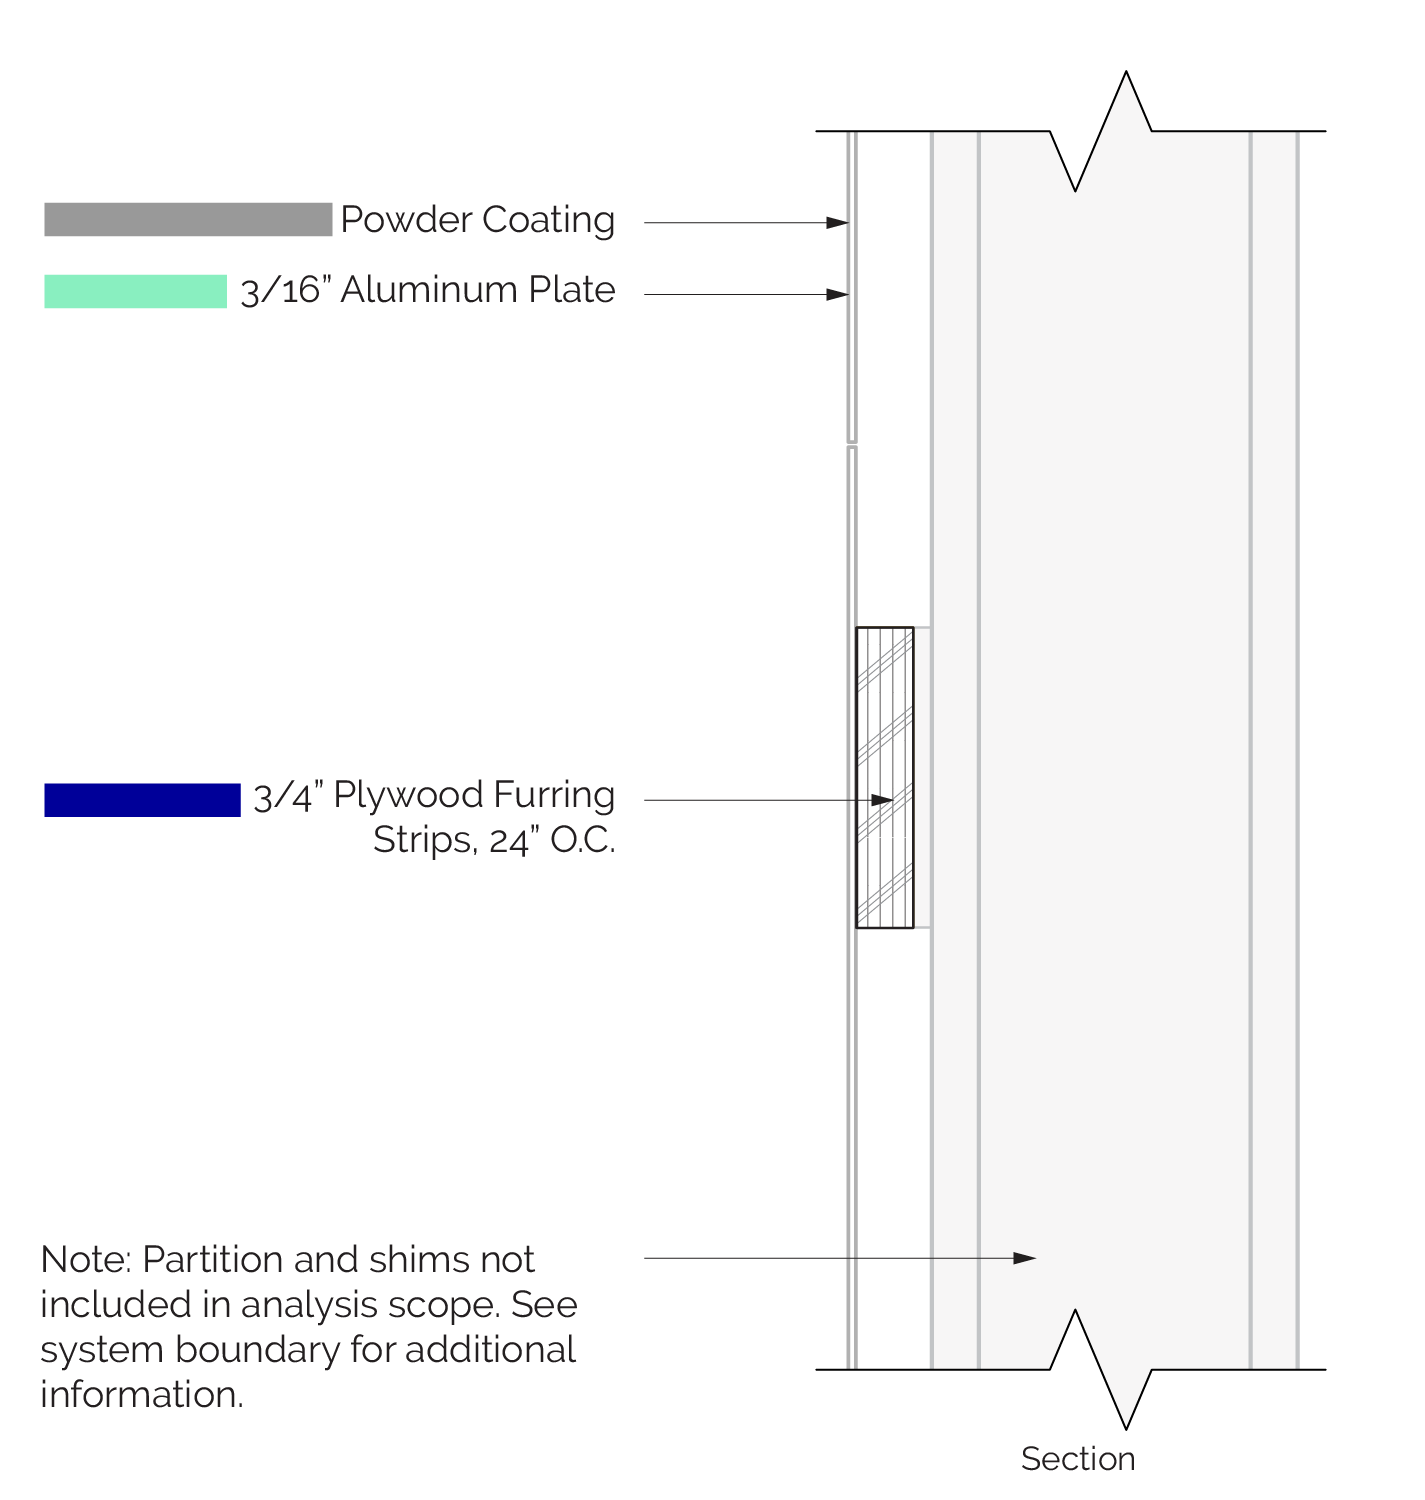 Powder Coating
3/16” Aluminum Plate
3/4” Plywood Furring
Strips, 24” O.C.
Note: Partition and shims not
included in analysis scope. See
system boundary for additional
information.
Section